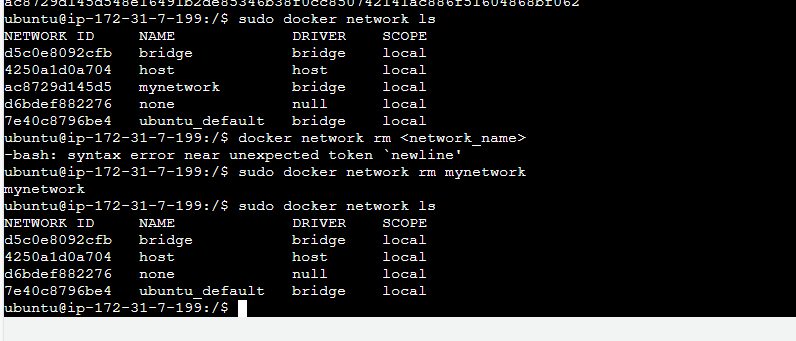 ac8729d145d548e16491b2de85346b38f0cc850742141ac886f51604868bf062
ubuntu@ip-172-31-7-199:/$ sudo docker network ls
NETWORK ID     NAME             DRIVER    SCOPE
d5c0e8092cfb   bridge           bridge    local
4250a1d0a704   host             host      local
ac8729d145d5   mynetwork        bridge    local
d6bdef882276   none             null      local
7e40c8796be4   ubuntu_default   bridge    local
ubuntu@ip-172-31-7-199:/$ docker network rm <network_name>
-bash: syntax error near unexpected token `newline'
ubuntu@ip-172-31-7-199:/$ sudo docker network rm mynetwork
mynetwork
ubuntu@ip-172-31-7-199:/$ sudo docker network ls
NETWORK ID     NAME             DRIVER    SCOPE
d5c0e8092cfb   bridge           bridge    local
4250a1d0a704   host             host      local
d6bdef882276   none             null      local
7e40c8796be4   ubuntu_default   bridge    local
ubuntu@ip-172-31-7-199:/$